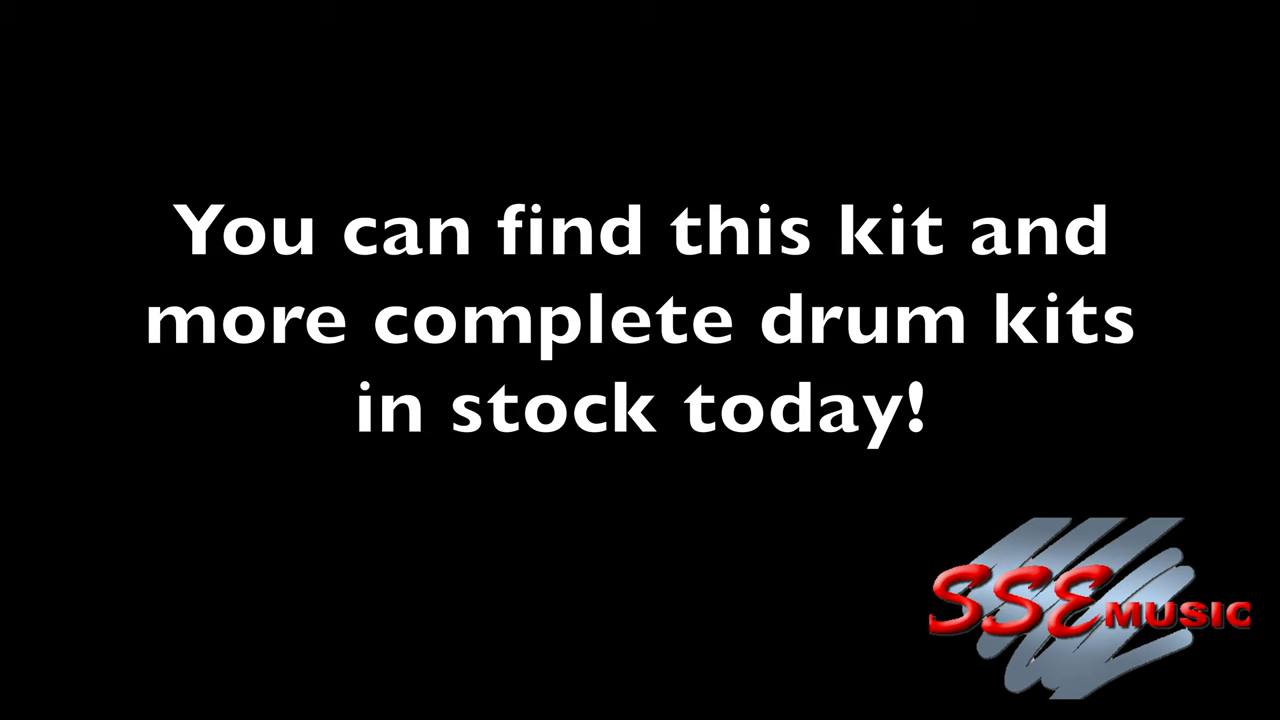 You can find this kit and
more complete drum kits
in stock today!
SSE MUSIC